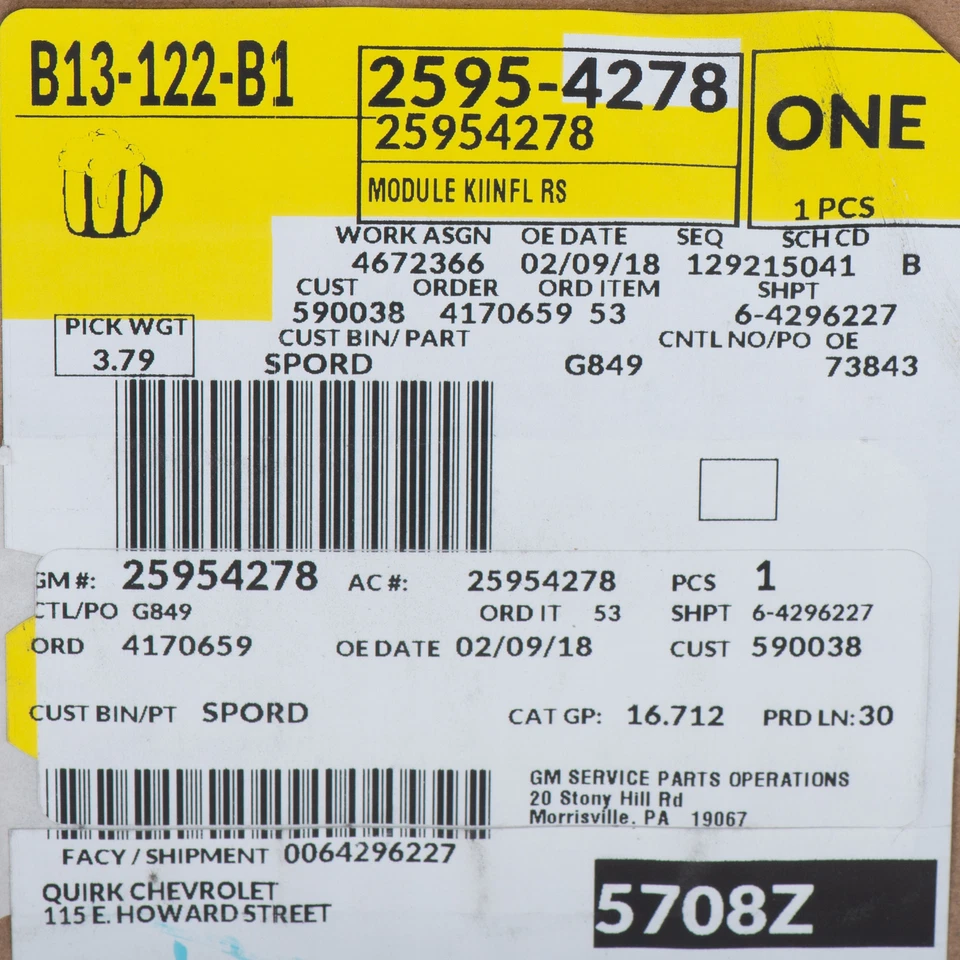 B13-122-B1
2595-4278
25954278
MODULE KIINFL RS
ONE
1 PCS
WORK ASGN OE DATE SEQ SCH CD
4672366 02/09/18 129215041 B
CUST ORDER ORD ITEM SHPT
590038 4170659 53 6-4296227
PICK WGT
3.79
CUST BIN/PART CNTL NO/PO OE
SPORD G849 73843
GM #: 25954278 AC #: 25954278 PCS 1
CTL/PO G849 ORD IT 53 SHPT 6-4296227
ORD 4170659 OE DATE 02/09/18 CUST 590038
CUST BIN/PT SPORD CAT GP: 16.712 PRD LN: 30
GM SERVICE PARTS OPERATIONS
20 Stony Hill Rd
Morrisville, PA 19067
FACY / SHIPMENT 0064296227
QUIRK CHEVROLET
115 E. HOWARD STREET
5708Z